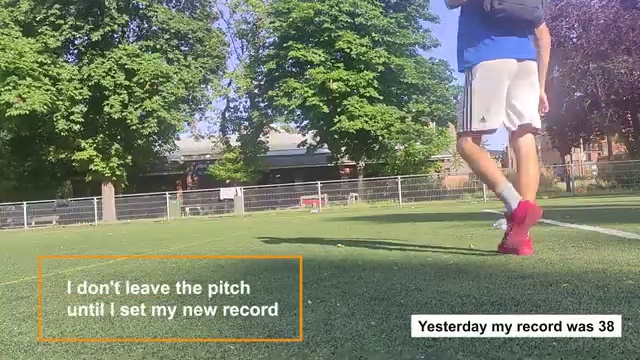 I don't leave the pitch
until I set my new record
Yesterday my record was 38